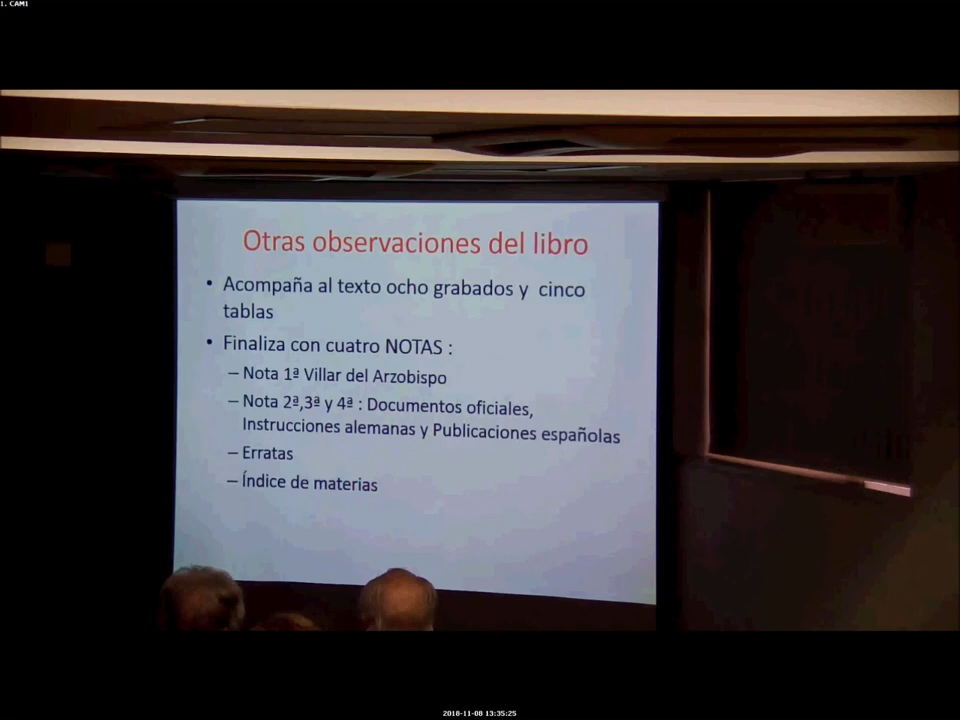 1. CAM1
Otras observaciones del libro
• Acompaña al texto ocho grabados y cinco
tablas
• Finaliza con cuatro NOTAS :
– Nota 1ª Villar del Arzobispo
– Nota 2ª,3ª y 4ª : Documentos oficiales,
Instrucciones alemanas y Publicaciones españolas
– Erratas
– Índice de materias
2018-11-08 13:35:25